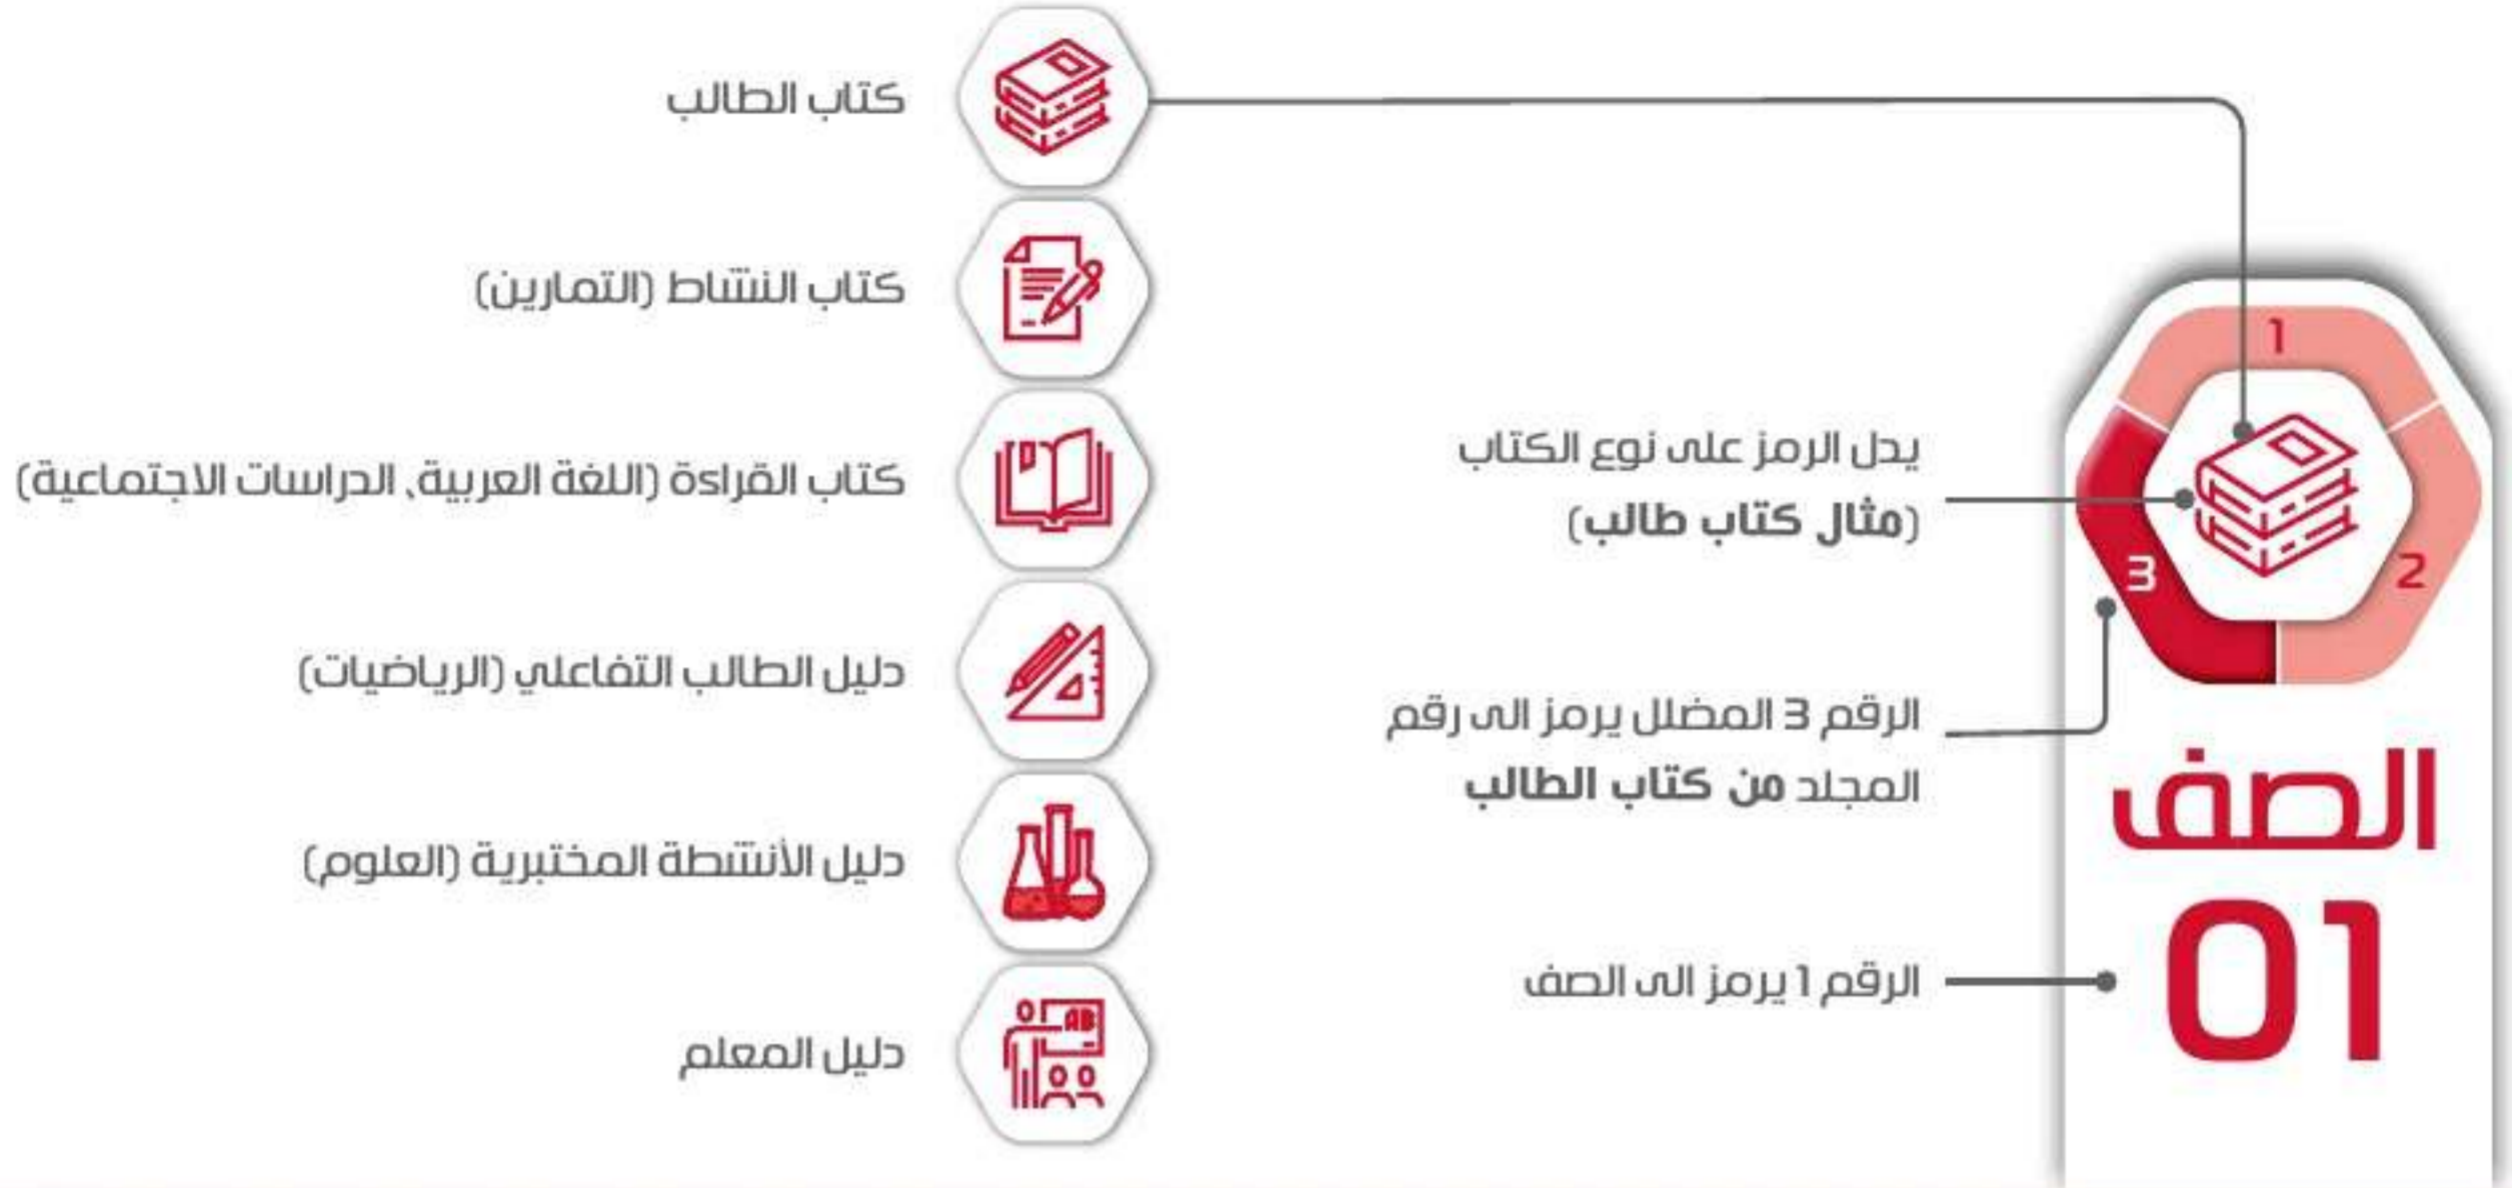 1
2
3
الصف
01
يدل الرمز على نوع الكتاب
(مثال كتاب طالب)
الرقم 3 المضلل يرمز الى رقم
المجلد من كتاب الطالب
الرقم 1 يرمز الى الصف
كتاب الطالب
كتاب النشاط (التمارين)
كتاب القراءة (اللغة العربية، الدراسات الاجتماعية)
دليل الطالب التفاعلي (الرياضيات)
دليل الأنشطة المختبرية (العلوم)
AB
دليل المعلم